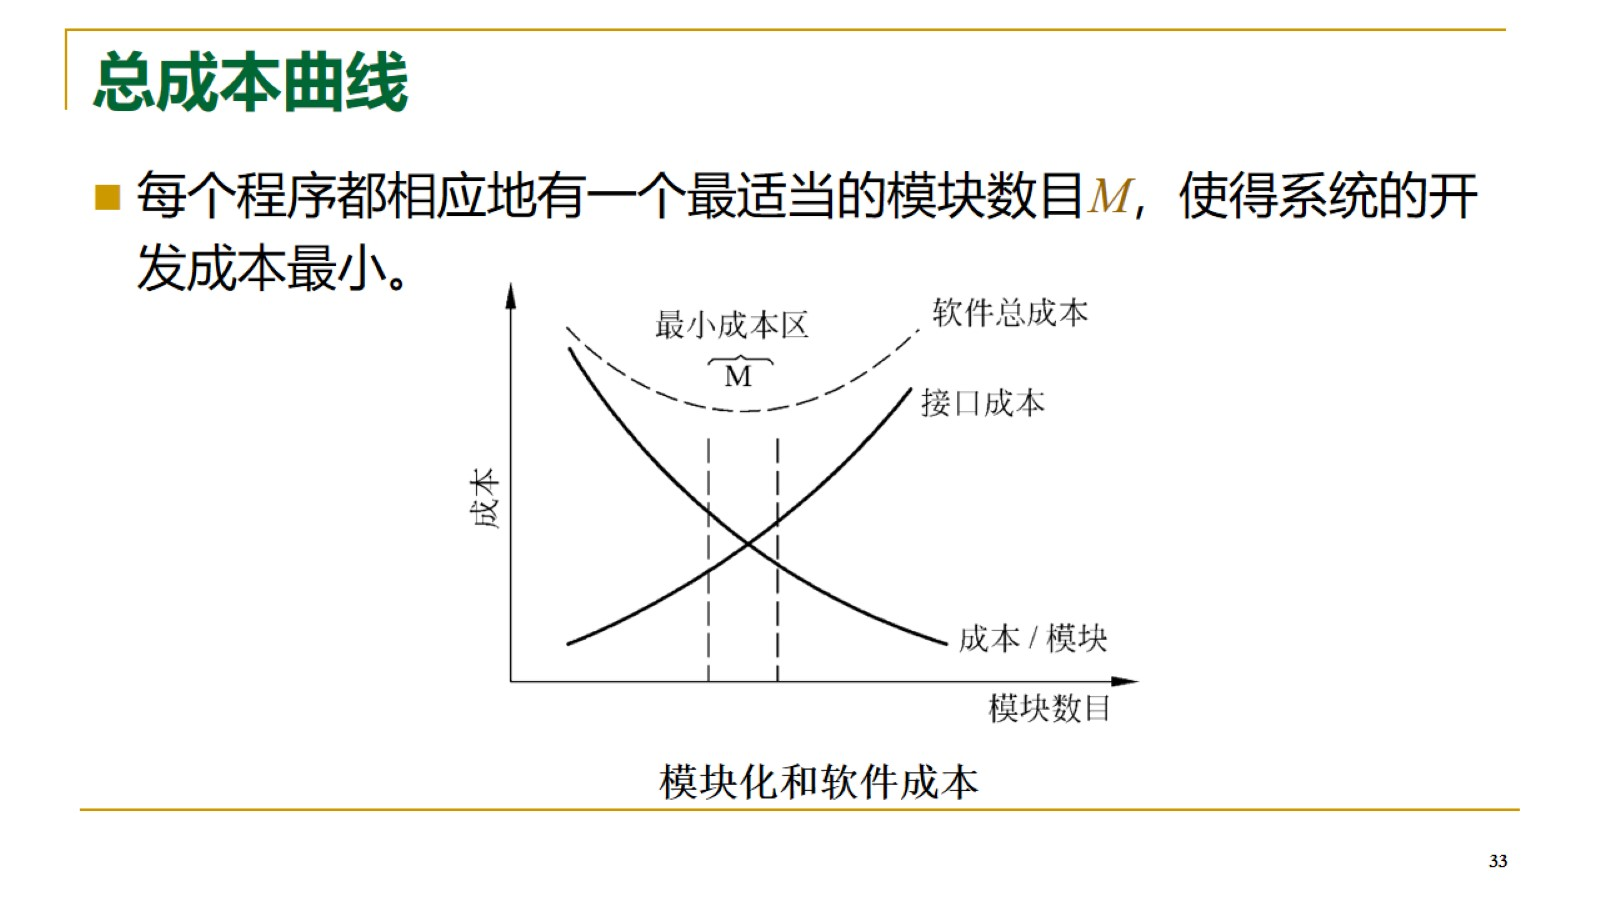 总成本曲线
每个程序都相应地有一个最适当的模块数目M，使得系统的开
发成本最小。
软件总成本
最小成本区
M
接口成本
成本
成本 / 模块
模块数目
模块化和软件成本
33